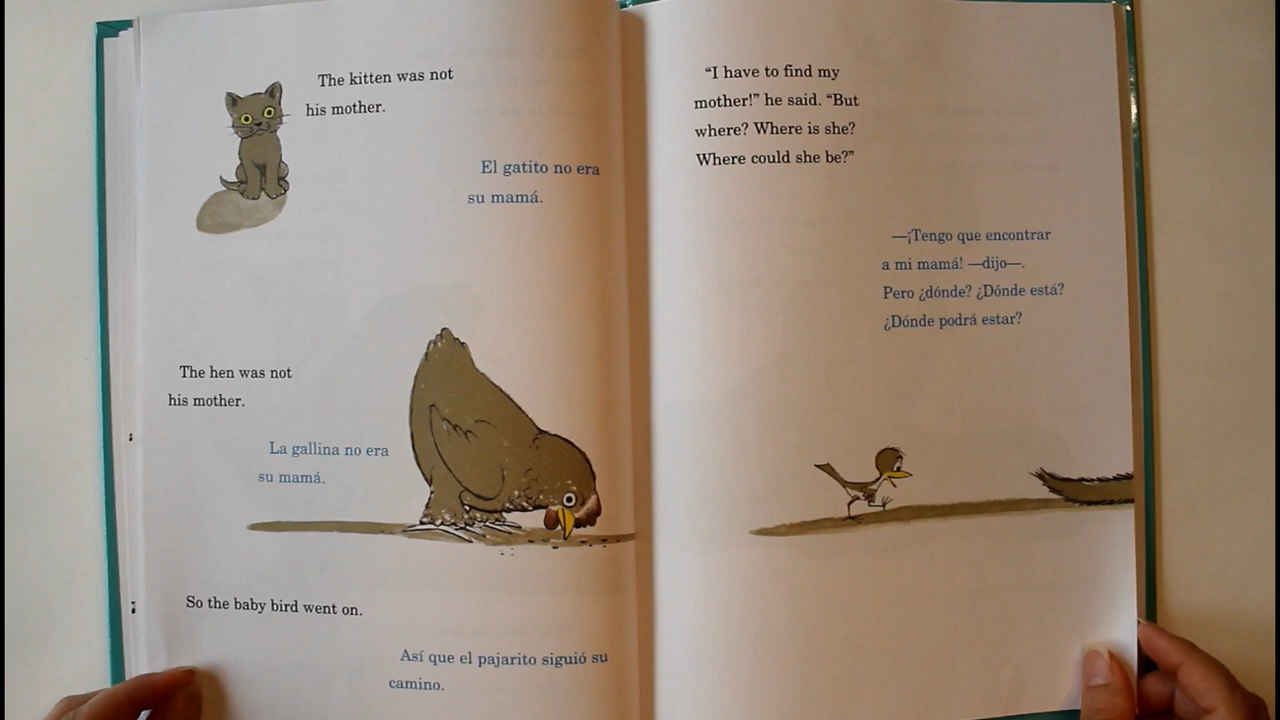 The kitten was not
his mother.
El gatito no era
su mamá.
The hen was not
his mother.
La gallina no era
su mamá.
So the baby bird went on.
Así que el pajarito siguió su
camino.
“I have to find my
mother!” he said. “But
where? Where is she?
Where could she be?”
—¡Tengo que encontrar
a mi mamá! —dijo—.
Pero ¿dónde? ¿Dónde está?
¿Dónde podrá estar?